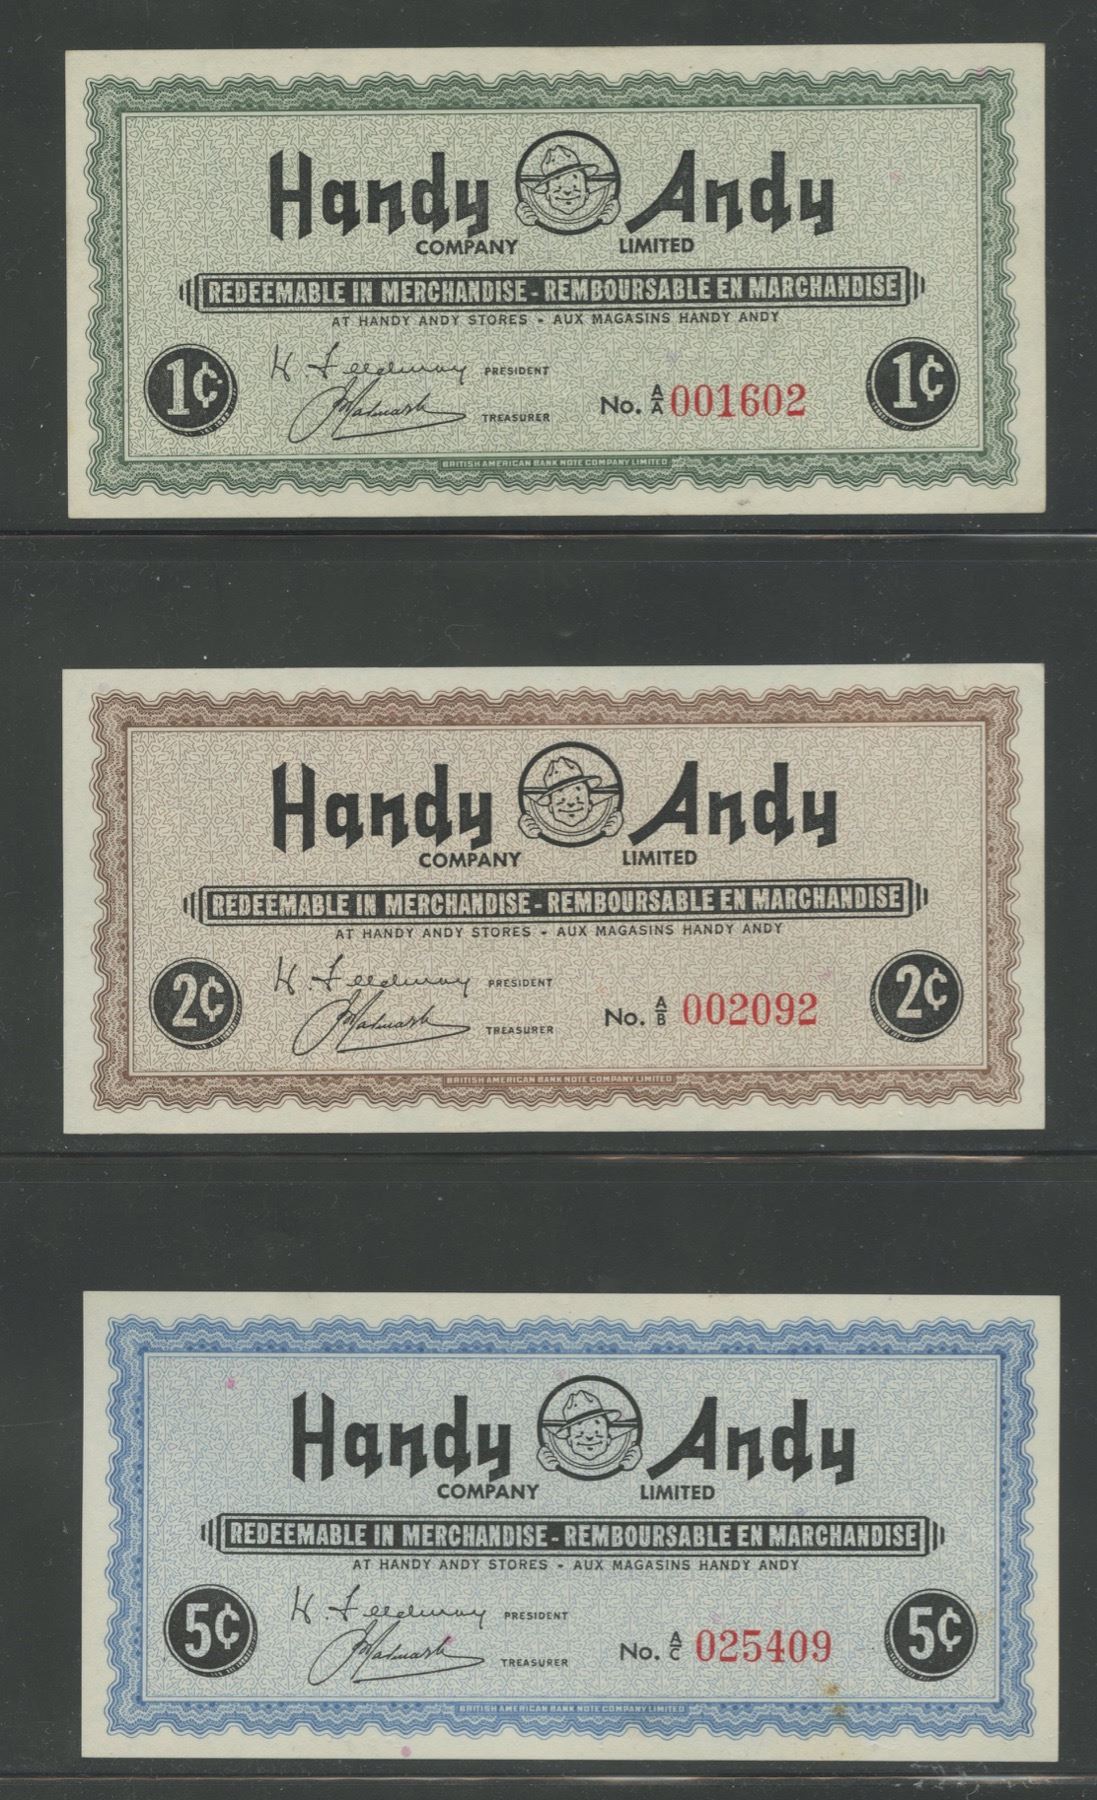 Handy Andy
COMPANY LIMITED
REDEEMABLE IN MERCHANDISE - REMBOURSABLE EN MARCHANDISE
AT HANDY ANDY STORES - AUX MAGASINS HANDY ANDY
1¢ 1¢
PRESIDENT
TREASURER
No. A/A 001602
BRITISH AMERICAN BANK NOTE COMPANY LIMITED
Handy Andy
COMPANY LIMITED
REDEEMABLE IN MERCHANDISE - REMBOURSABLE EN MARCHANDISE
AT HANDY ANDY STORES - AUX MAGASINS HANDY ANDY
2¢ 2¢
PRESIDENT
TREASURER
No. A/B 002092
BRITISH AMERICAN BANK NOTE COMPANY LIMITED
Handy Andy
COMPANY LIMITED
REDEEMABLE IN MERCHANDISE - REMBOURSABLE EN MARCHANDISE
AT HANDY ANDY STORES - AUX MAGASINS HANDY ANDY
5¢ 5¢
PRESIDENT
TREASURER
No. A/C 025409
BRITISH AMERICAN BANK NOTE COMPANY LIMITED